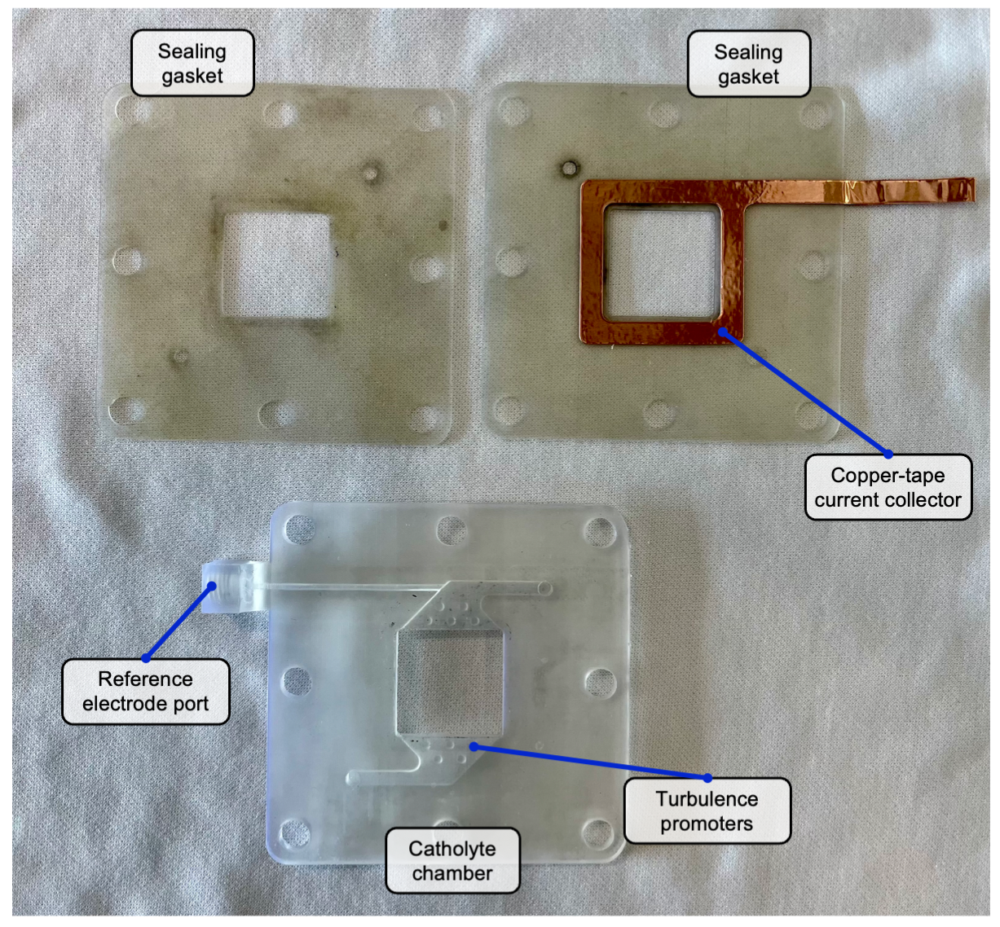 Sealing
gasket
Sealing
gasket
Copper-tape
current collector
Reference
electrode port
Turbulence
promoters
Catholyte
chamber